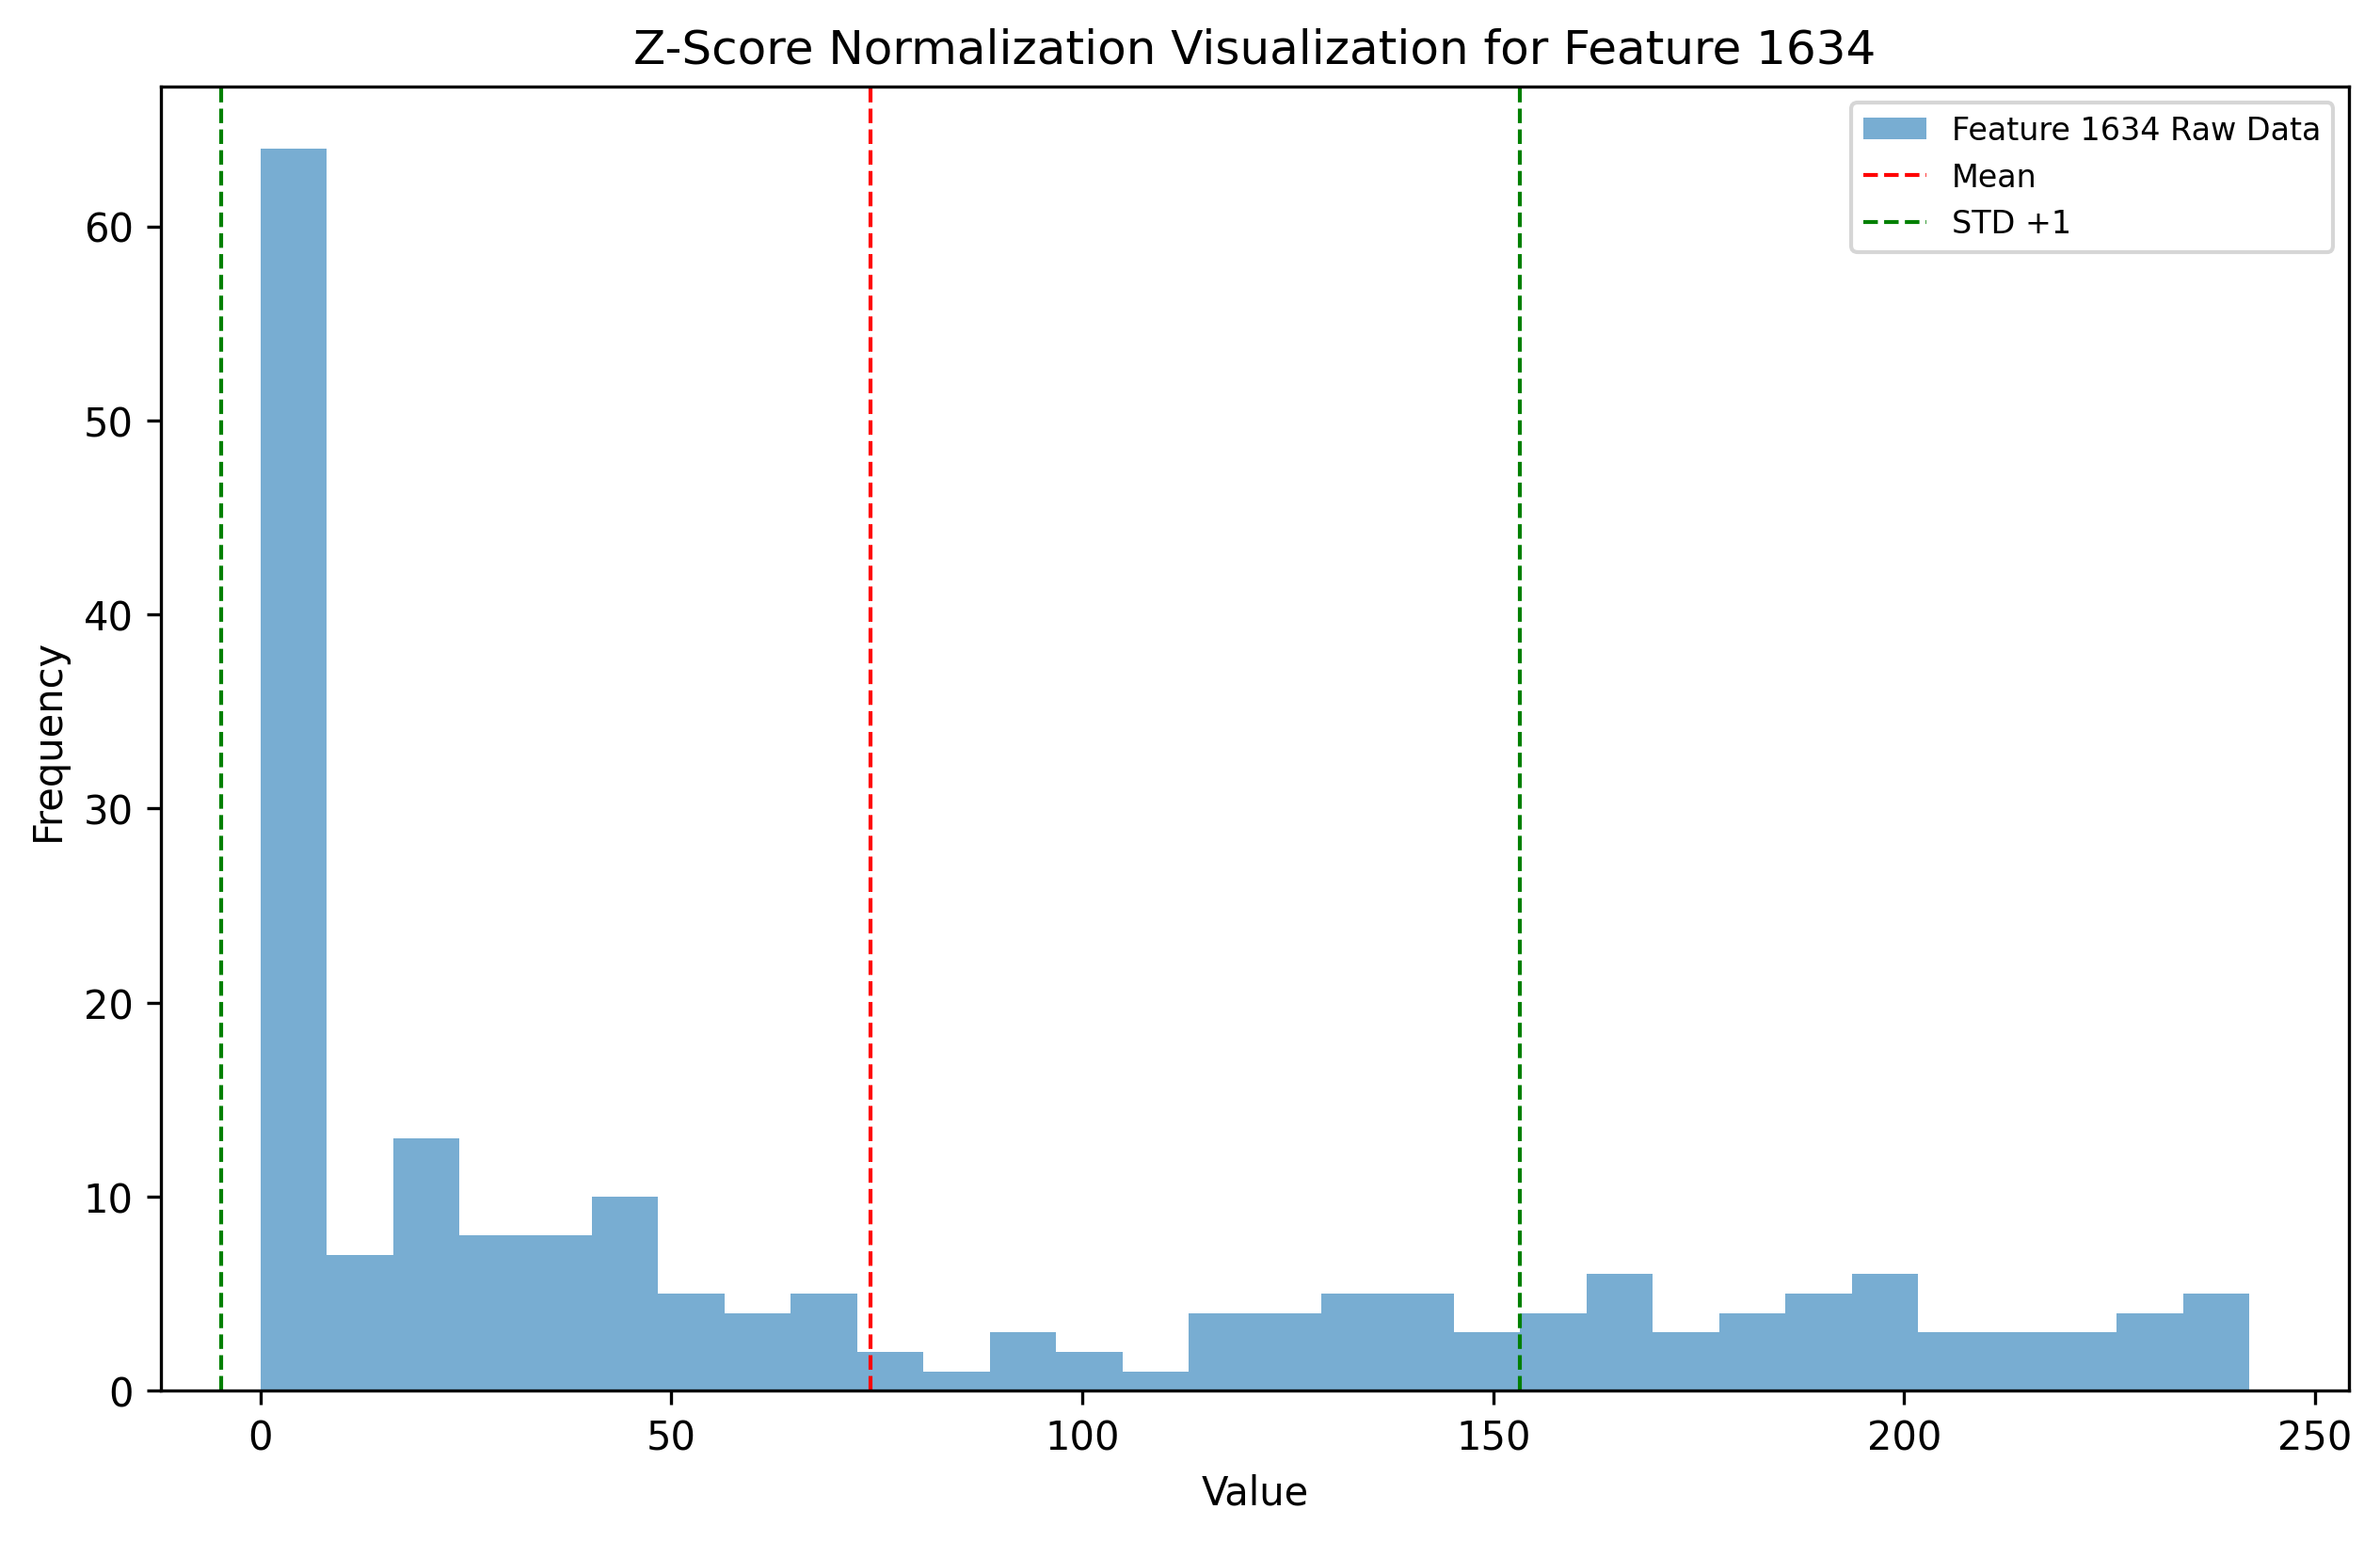 Z-Score Normalization Visualization for Feature 1634
Feature 1634 Raw Data
Mean
STD +1
Frequency
60
50
40
30
20
10
0
0 50 100 150 200 250
Value